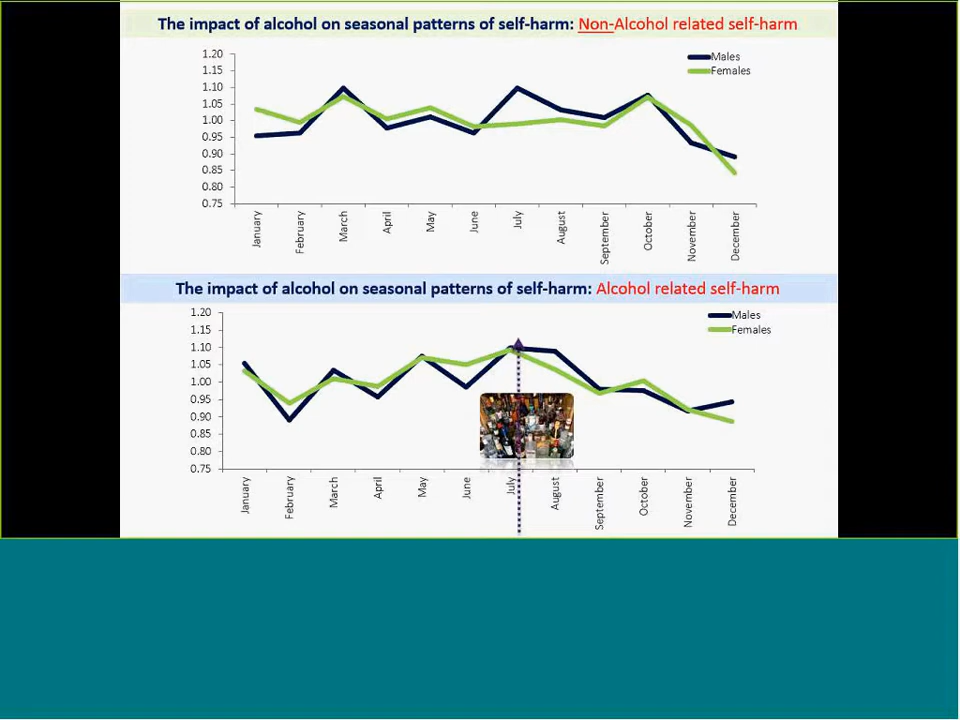 The impact of alcohol on seasonal patterns of self-harm: Non-Alcohol related self-harm
Males
Females
1.20
1.15
1.10
1.05
1.00
0.95
0.90
0.85
0.80
0.75
January
February
March
April
May
June
July
August
September
October
November
December
The impact of alcohol on seasonal patterns of self-harm: Alcohol related self-harm
Males
Females
1.20
1.15
1.10
1.05
1.00
0.95
0.90
0.85
0.80
0.75
January
February
March
April
May
June
July
August
September
October
November
December